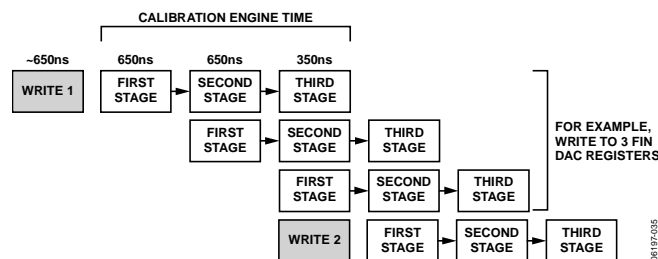 CALIBRATION ENGINE TIME
~650ns 650ns 650ns 350ns
WRITE 1 FIRST STAGE SECOND STAGE THIRD STAGE
FIRST STAGE SECOND STAGE THIRD STAGE
FIRST STAGE SECOND STAGE THIRD STAGE
WRITE 2 FIRST STAGE SECOND STAGE THIRD STAGE
FOR EXAMPLE,
WRITE TO 3 FIN
DAC REGISTERS
06197-035